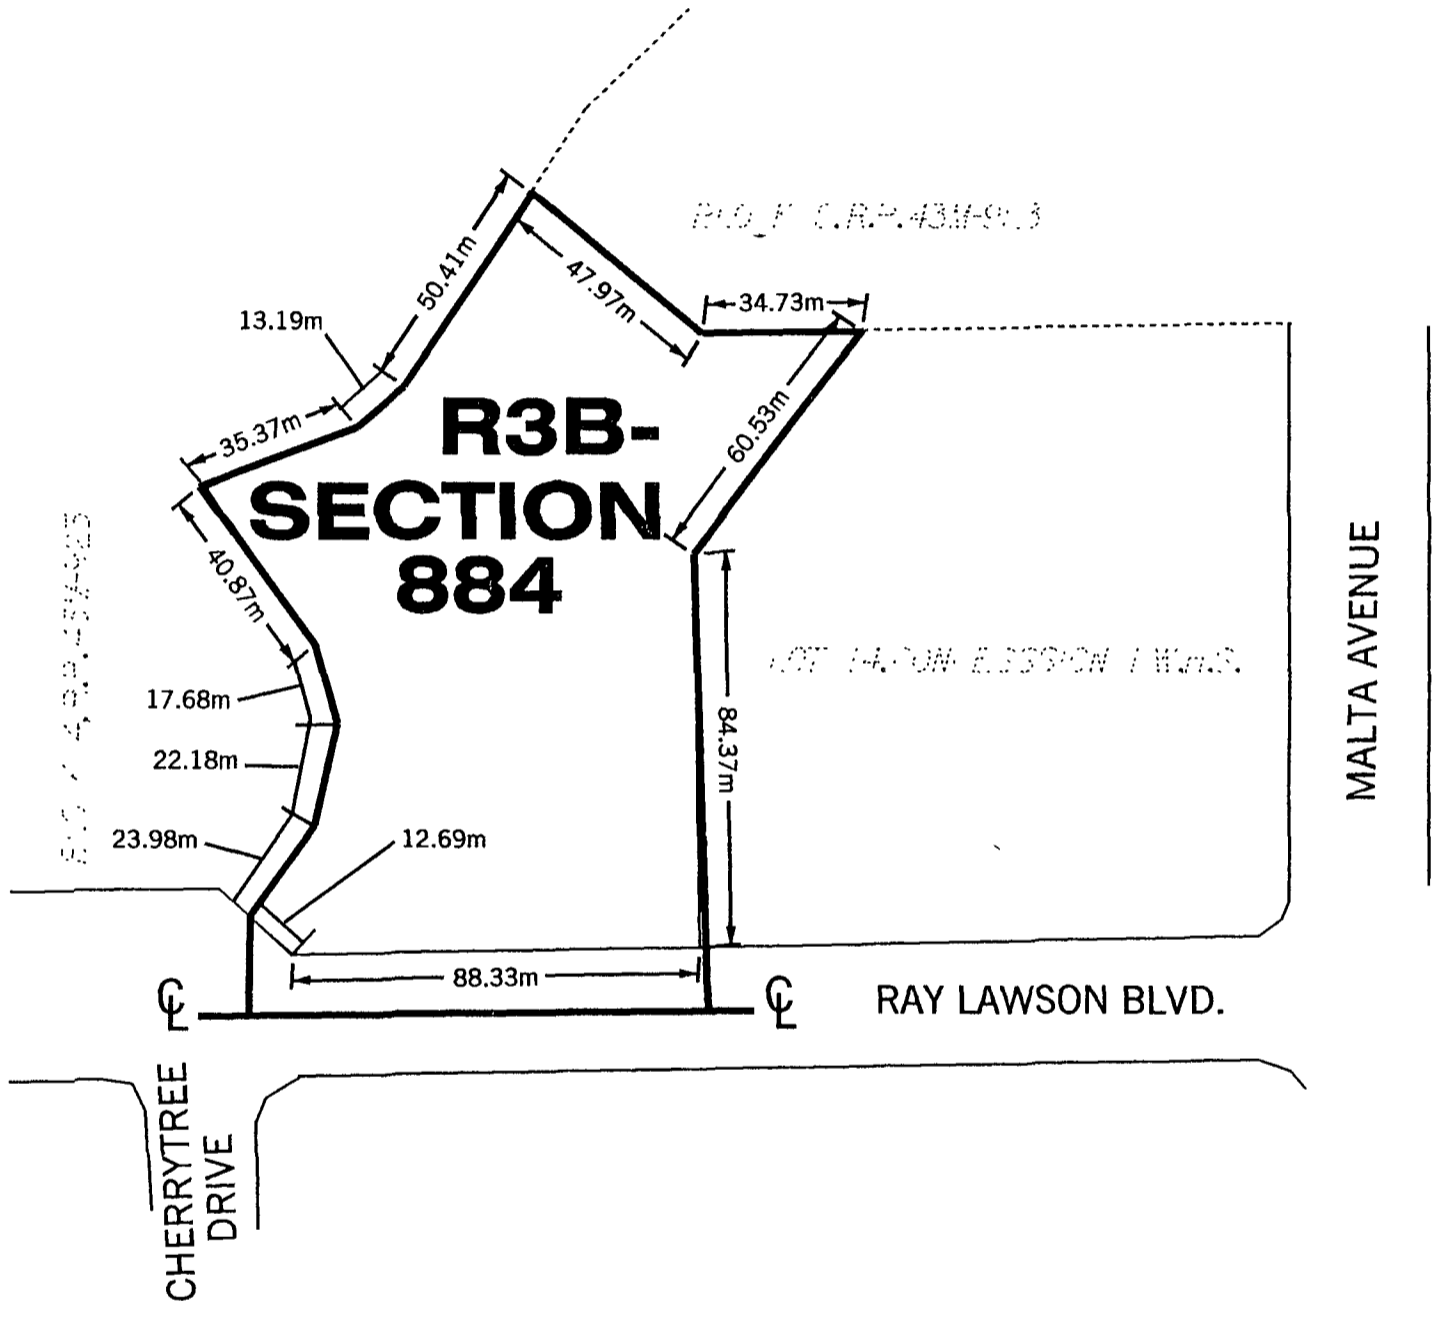 50.41m
47.97m
34.73m
13.19m
35.37m
60.53m
R3B-
SECTION
884
40.87m
17.68m
22.18m
23.98m
12.69m
84.37m
88.33m
MALTA AVENUE
RAY LAWSON BLVD.
CHERRYTREE
DRIVE